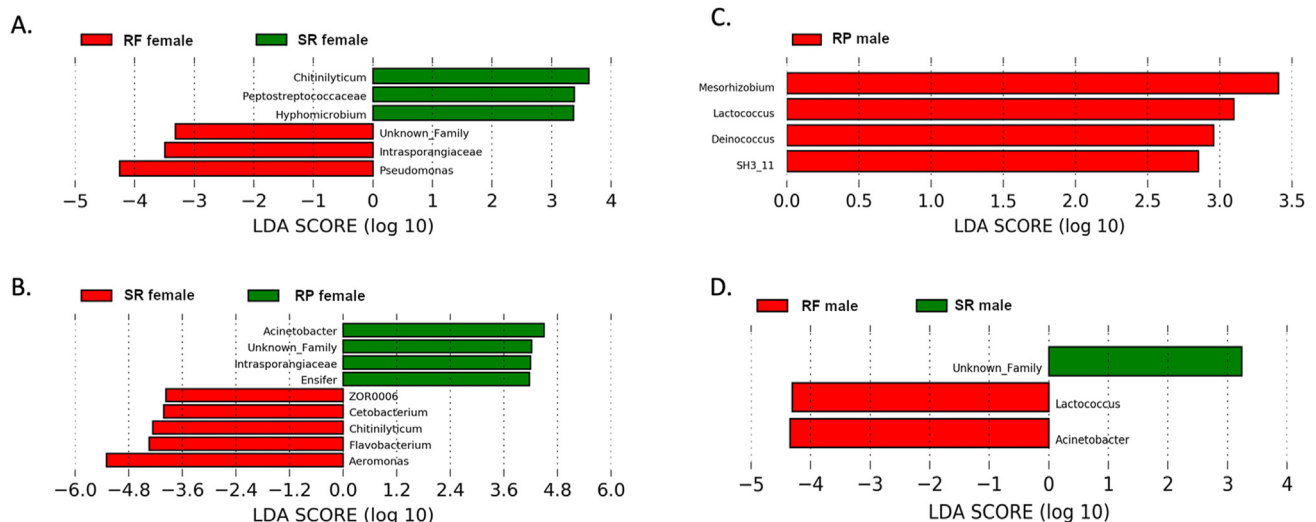 A.
RF female SR female
Chitinilyticum
Peptostreptococcaceae
Hyphomicrobium
Unknown_Family
Intrasporangiaceae
Pseudomonas
−5 −4 −3 −2 −1 0 1 2 3 4
LDA SCORE (log 10)
B.
SR female RP female
Acinetobacter
Unknown_Family
Intrasporangiaceae
Ensifer
ZOR0006
Cetobacterium
Chitinilyticum
Flavobacterium
Aeromonas
−6.0 −4.8 −3.6 −2.4 −1.2 0.0 1.2 2.4 3.6 4.8 6.0
LDA SCORE (log 10)
C.
RP male
Mesorhizobium
Lactococcus
Deinococcus
SH3_11
0.0 0.5 1.0 1.5 2.0 2.5 3.0 3.5
LDA SCORE (log 10)
D.
RF male SR male
Unknown_Family
Lactococcus
Acinetobacter
−5 −4 −3 −2 −1 0 1 2 3 4
LDA SCORE (log 10)